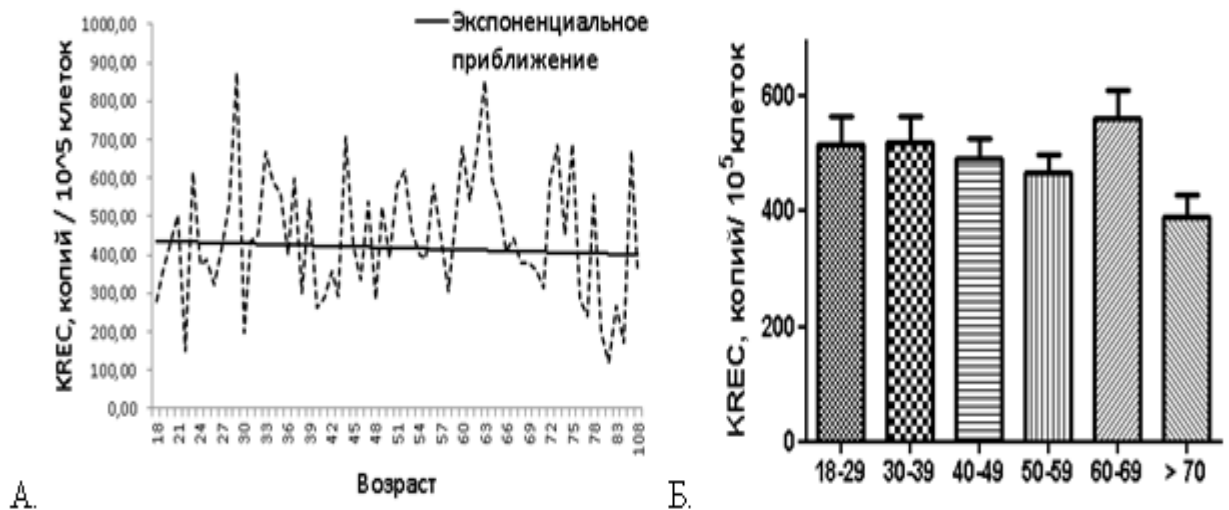 1000,00
900,00
800,00
700,00
600,00
500,00
400,00
300,00
200,00
100,00
0,00
KREC, копий / 10^5 клеток
Экспоненциальное
приближение
18 21 24 27 30 33 36 39 42 45 48 51 54 57 60 63 66 69 72 75 78 83 108
Возраст
А.
KREC, копий/ 10⁵ клеток
600
400
200
0
18-29 30-39 40-49 50-59 60-69 > 70
Б.